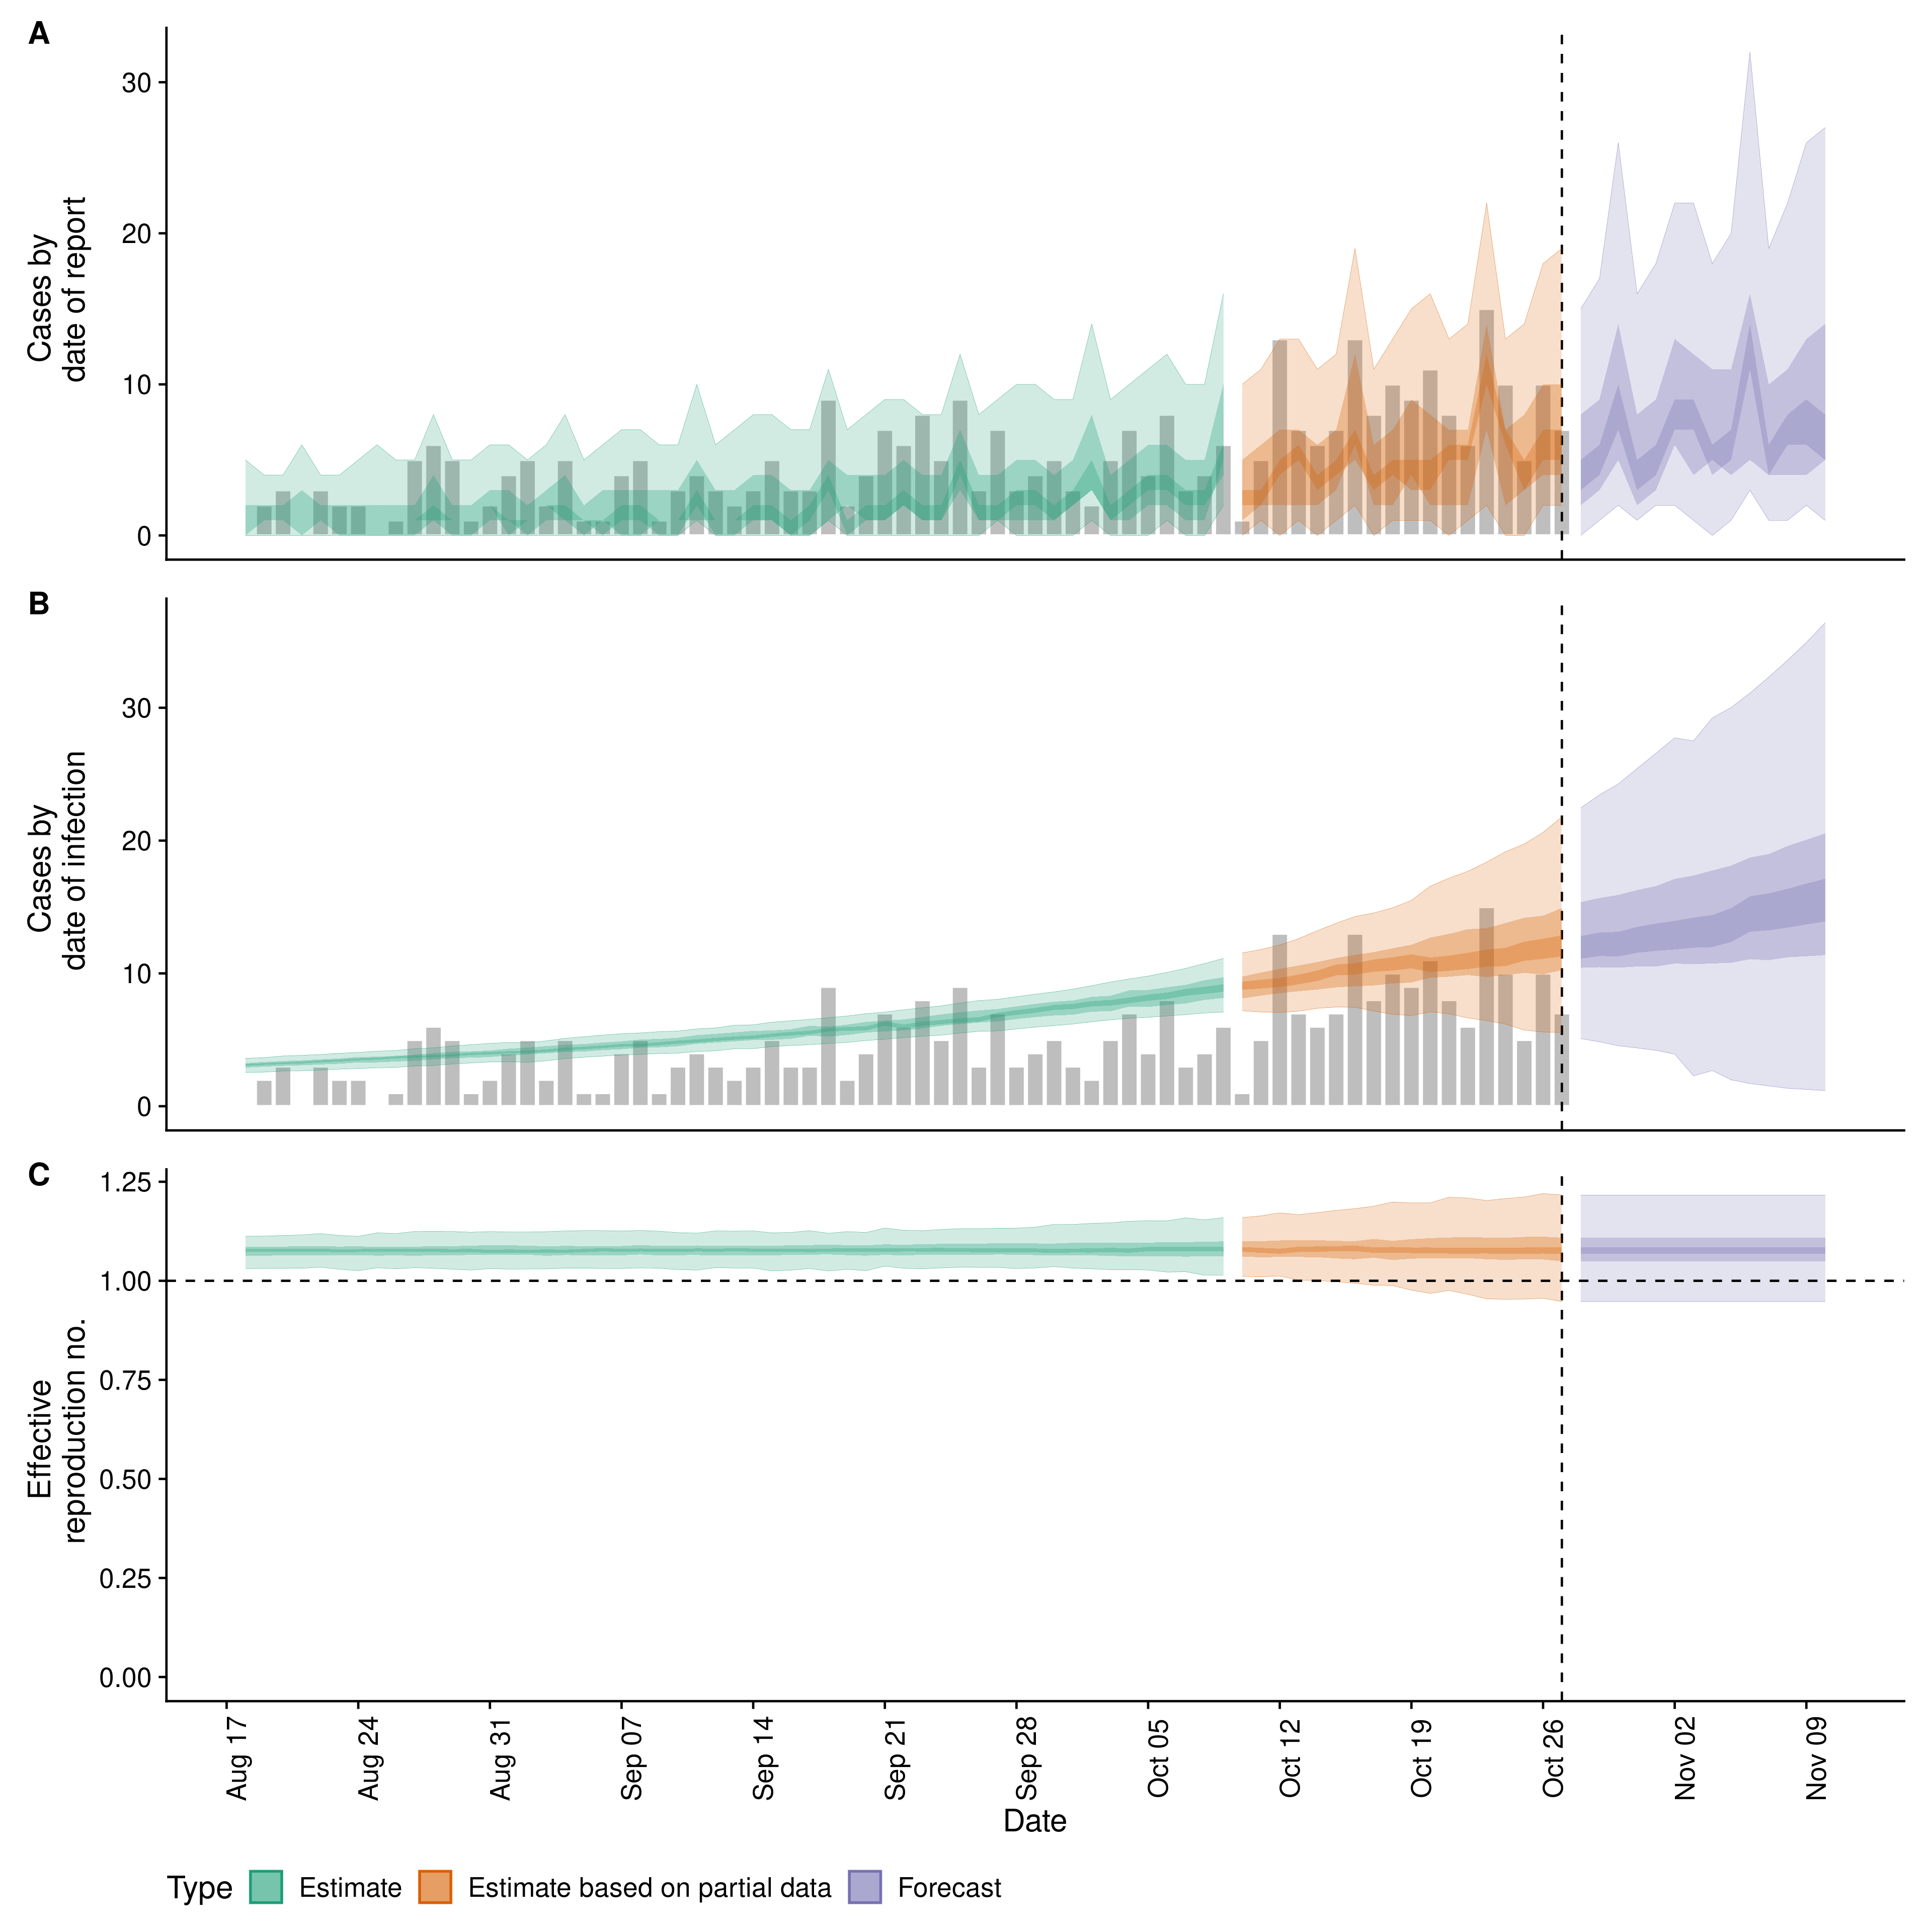 A
Cases by
date of report
30
20
10
0
B
Cases by
date of infection
30
20
10
0
C
Effective
reproduction no.
1.25
1.00
0.75
0.50
0.25
0.00
Aug 17
Aug 24
Aug 31
Sep 07
Sep 14
Sep 21
Sep 28
Oct 05
Oct 12
Oct 19
Oct 26
Nov 02
Nov 09
Date
Type Estimate Estimate based on partial data Forecast